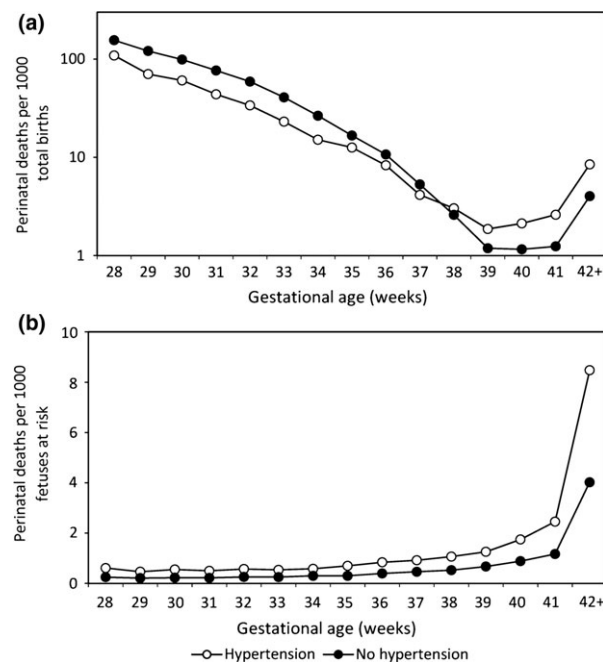 (a)
Perinatal deaths per 1000
total births
100
10
1
28 29 30 31 32 33 34 35 36 37 38 39 40 41 42+
Gestational age (weeks)
(b)
Perinatal deaths per 1000
fetuses at risk
10
8
6
4
2
0
28 29 30 31 32 33 34 35 36 37 38 39 40 41 42+
Gestational age (weeks)
Hypertension No hypertension